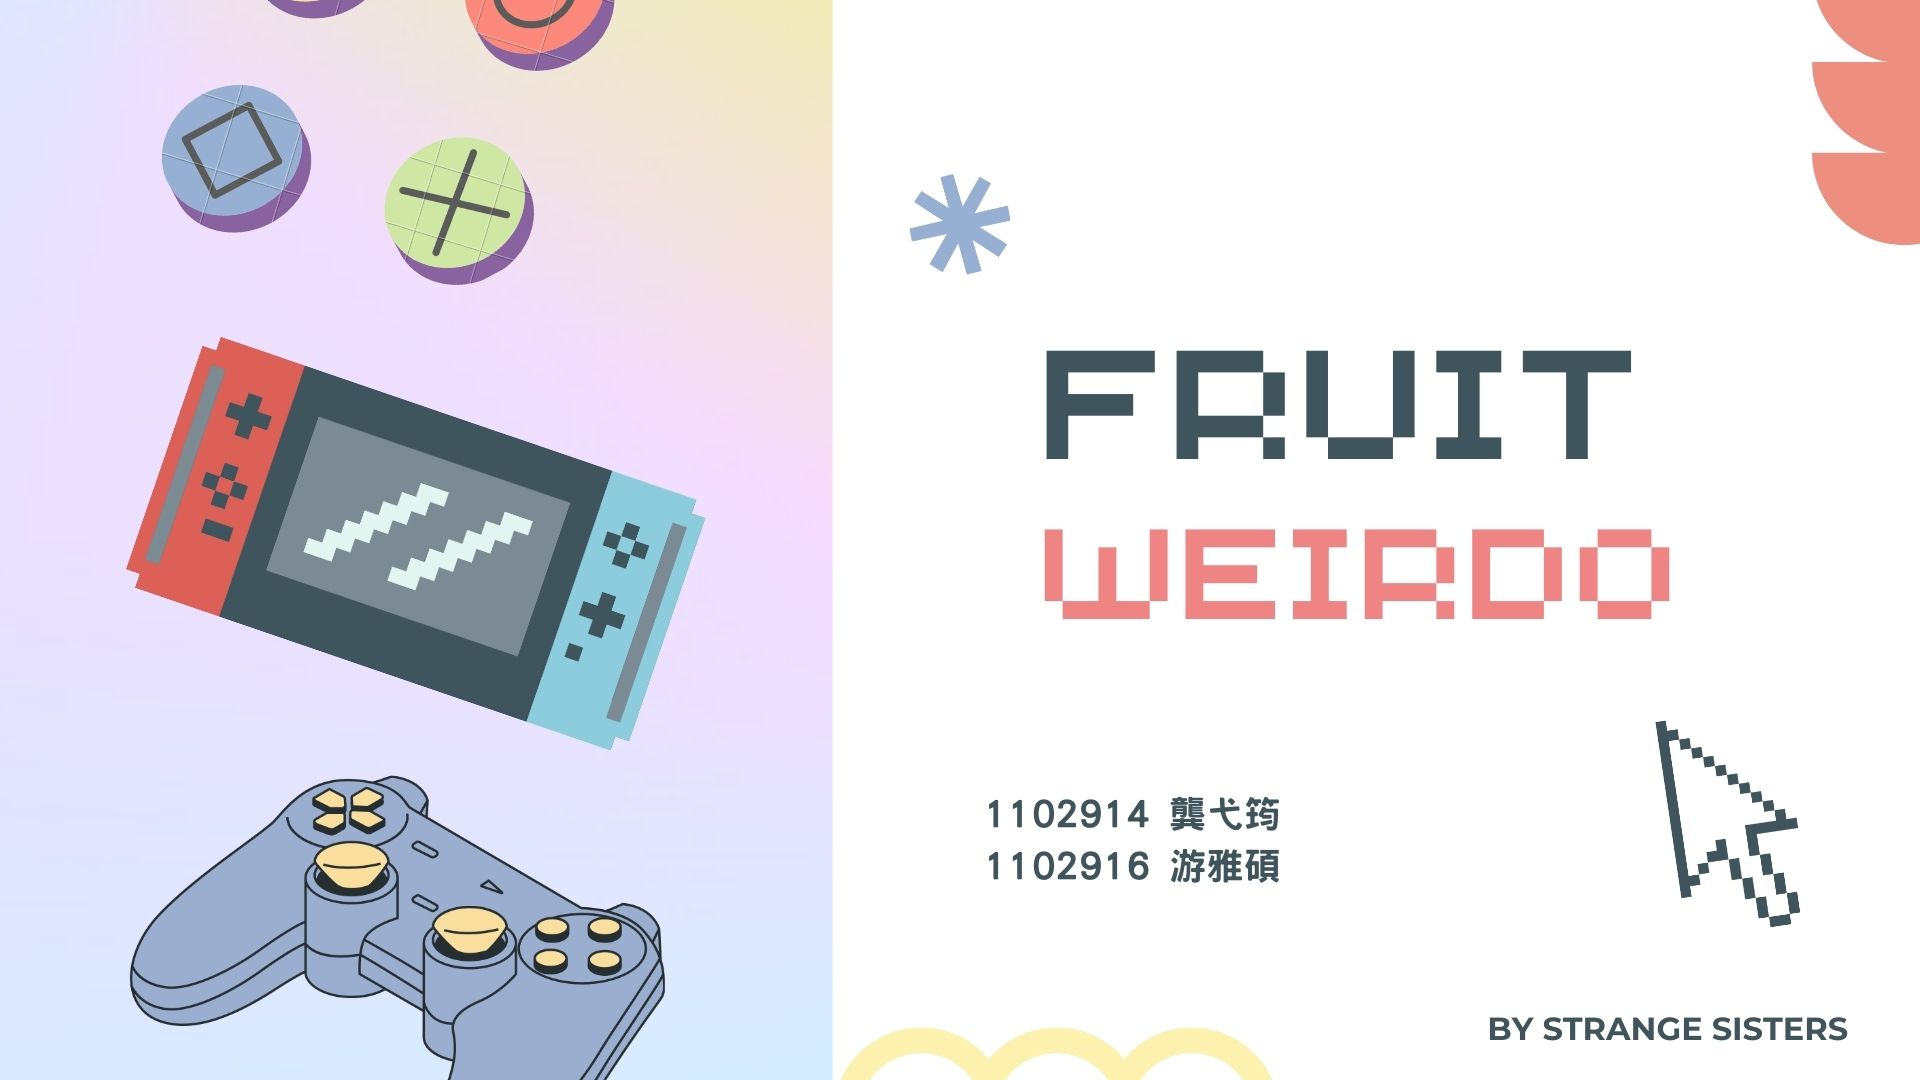 FRUIT
WEIRDO
1102914 龔弋筠
1102916 游雅碩
BY STRANGE SISTERS